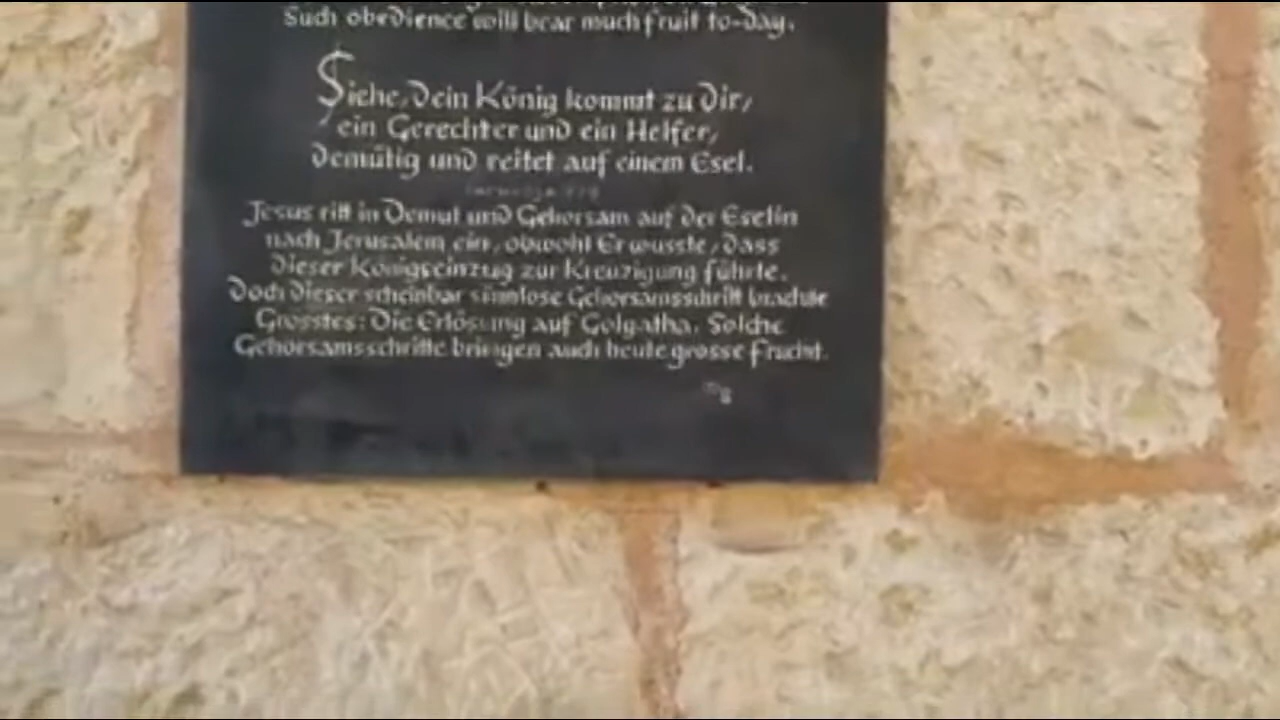 Such obedience will bear much fruit to-day.
Siehe, dein König kommt zu dir,
ein Gerechter und ein Helfer,
demütig und reitet auf einem Esel.
Jesus ritt in Demut und Gehorsam auf der Eselin
nach Jerusalem ein, obwohl Er wusste, dass
dieser Königseinzug zur Kreuzigung führte.
Doch dieser scheinbar sinnlose Gehorsamsschritt brachte
Grosstes: Die Erlösung auf Golgatha. Solche
Gehorsamsschritte bringen auch heute grosse Frucht.